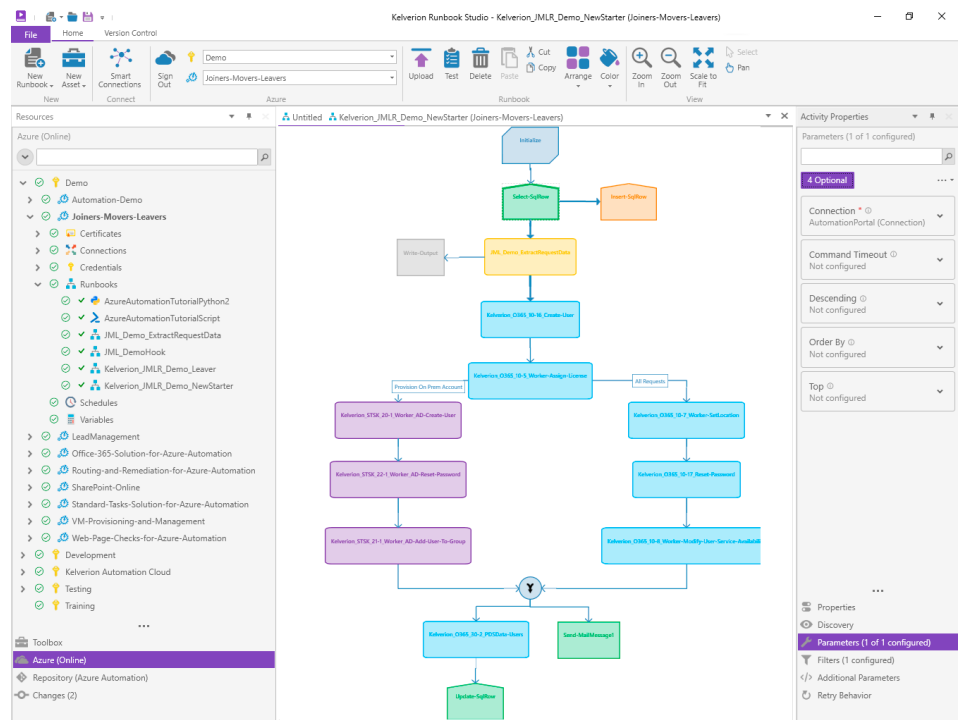 Kelverion Runbook Studio - Kelverion_JMLR_Demo_NewStarter (Joiners-Movers-Leavers)
File
Home
Version Control
New
Runbook
New
Asset
Smart
Connections
Sign
Out
Demo
Joiners-Movers-Leavers
Upload
Test
Delete
Paste
Cut
Copy
Arrange
Color
Zoom
In
Zoom
Out
Scale to
Fit
Select
Pan
New
Connect
Azure
Runbook
View
Resources
Azure (Online)
Demo
Automation-Demo
Joiners-Movers-Leavers
Certificates
Connections
Credentials
Runbooks
AzureAutomationTutorialPython2
AzureAutomationTutorialScript
JML_Demo_ExtractRequestData
JML_DemoHook
Kelverion_JMLR_Demo_Leaver
Kelverion_JMLR_Demo_NewStarter
Schedules
Variables
LeadManagement
Office-365-Solution-for-Azure-Automation
Routing-and-Remediation-for-Azure-Automation
SharePoint-Online
Standard-Tasks-Solution-for-Azure-Automation
VM-Provisioning-and-Management
Web-Page-Checks-for-Azure-Automation
Development
Kelverion Automation Cloud
Testing
Training
Toolbox
Azure (Online)
Repository (Azure Automation)
Changes (2)
Untitled
Kelverion_JMLR_Demo_NewStarter (Joiners-Movers-Leavers)
Initialize
Select-SqlRow
Insert-SqlRow
Write-Output
JML_Demo_ExtractRequestData
Kelverion_O365_10-16_Create-User
Kelverion_O365_10-5_Worker-Assign-License
Provision On Prem Account
All Requests
Kelverion_STSK_20-1_Worker_AD-Create-User
Kelverion_O365_10-7_Worker-SetLocation
Kelverion_STSK_22-1_Worker_AD-Reset-Password
Kelverion_O365_10-17_Reset-Password
Kelverion_STSK_21-1_Worker_AD-Add-User-To-Group
Kelverion_O365_10-8_Worker-Modify-User-Service-Availabili
Kelverion_O365_30-2_PDSData-Users
Send-MailMessage1
Update-SqlRow
Activity Properties
Parameters (1 of 1 configured)
4 Optional
Connection *
AutomationPortal (Connection)
Command Timeout
Not configured
Descending
Not configured
Order By
Not configured
Top
Not configured
Properties
Discovery
Parameters (1 of 1 configured)
Filters (1 configured)
Additional Parameters
Retry Behavior